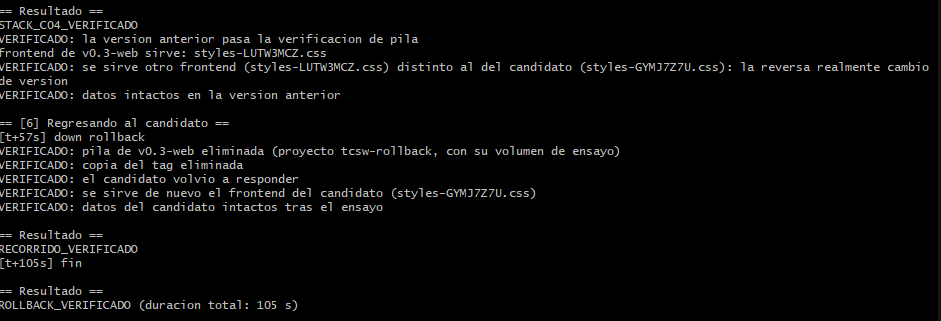 == Resultado ==
STACK_C04_VERIFICADO
VERIFICADO: la version anterior pasa la verificacion de pila
frontend de v0.3-web sirve: styles-LUTW3MCZ.css
VERIFICADO: se sirve otro frontend (styles-LUTW3MCZ.css) distinto al del candidato (styles-GYMJ7Z7U.css): la reversa realmente cambio
de version
VERIFICADO: datos intactos en la version anterior

== [6] Regresando al candidato ==
[t+57s] down rollback
VERIFICADO: pila de v0.3-web eliminada (proyecto tcsw-rollback, con su volumen de ensayo)
VERIFICADO: copia del tag eliminada
VERIFICADO: el candidato volvio a responder
VERIFICADO: se sirve de nuevo el frontend del candidato (styles-GYMJ7Z7U.css)
VERIFICADO: datos del candidato intactos tras el ensayo

== Resultado ==
RECORRIDO_VERIFICADO
[t+105s] fin

== Resultado ==
ROLLBACK_VERIFICADO (duracion total: 105 s)